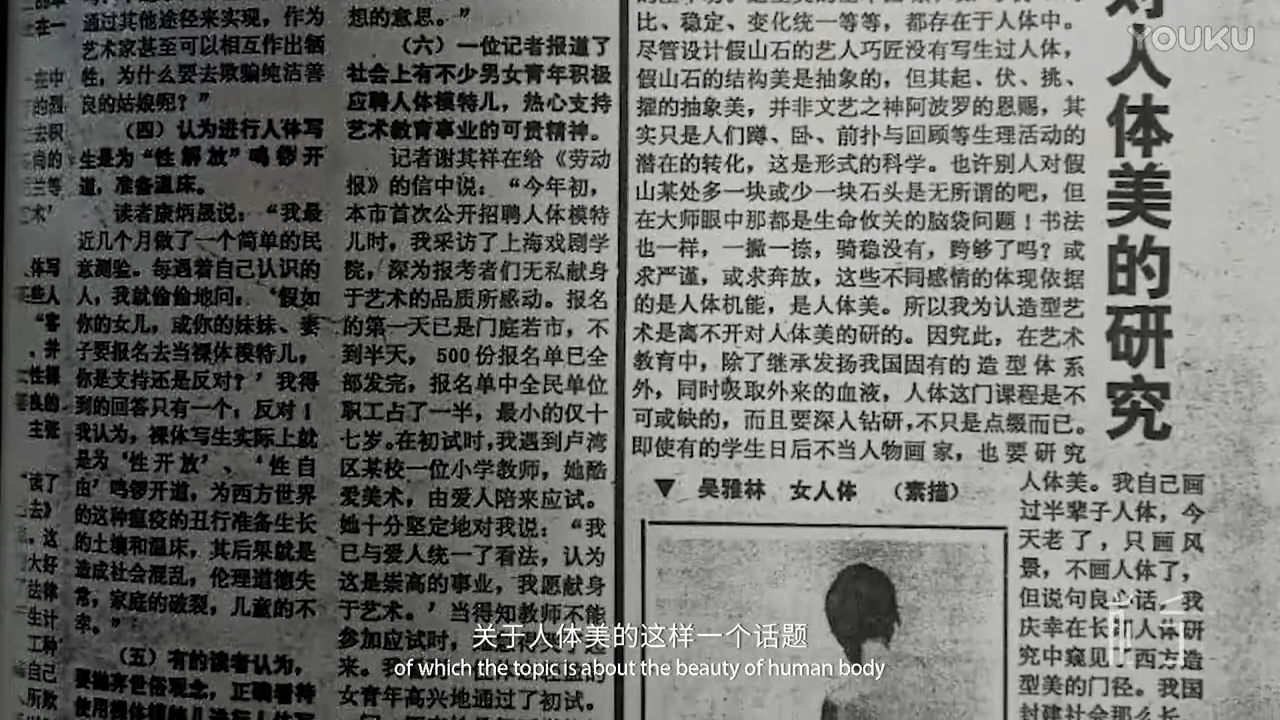 通过其他途径来实现，作为
艺术家甚至可以相互作出牺
牲，为什么要去欺骗纯洁善
良的姑娘呢？”
（四）认为进行人体写
生是为“性解放”鸣锣开
道，准备温床。
读者康炳晟说：“我最
近几个月做了一个简单的民
意测验。每遇着自己认识的
人，我就偷偷地问：‘假如
你的女儿，或你的妹妹、妻
子要报名去当裸体模特儿，
你是支持还是反对？’我得
到的回答只有一个：反对！
我认为，裸体写生实际上就
是为‘性开放’、‘性自
由’鸣锣开道，为西方世界
的这种瘟疫的丑行准备生长
的土壤和温床，其后果就是
造成社会混乱，伦理道德失
常，家庭的破裂，儿童的不
幸。”
（五）有的读者认为，
要抛弃世俗观念，正确看待
想的意思。”
（六）一位记者报道了
社会上有不少男女青年积极
应聘人体模特儿，热心支持
艺术教育事业的可贵精神。
记者谢其祥在给《劳动
报》的信中说：“今年初，
本市首次公开招聘人体模特
儿时，我采访了上海戏剧学
院，深为报考者们无私献身
于艺术的品质所感动。报名
的第一天已是门庭若市，不
到半天，500份报名单已全
部发完，报名单中全民单位
职工占了一半，最小的仅十
七岁。在初试时，我遇到卢湾
区某校一位小学教师，她酷
爱美术，由爱人陪来应试。
她十分坚定地对我说：“我
已与爱人统一了看法，认为
这是崇高的事业，我愿献身
于艺术。’当得知教师不能
参加应试时，
来。我
女青年高兴地通过了初试。
对人体美的研究
比、稳定、变化统一等等，都存在于人体中。
尽管设计假山石的艺人巧匠没有写生过人体，
假山石的结构美是抽象的，但其起、伏、挑、
擢的抽象美，并非文艺之神阿波罗的恩赐，其
实只是人们蹲、卧、前扑与回顾等生理活动的
潜在的转化，这是形式的科学。也许别人对假
山某处多一块或少一块石头是无所谓的吧，但
在大师眼中那都是生命攸关的脑袋问题！书法
也一样，一撇一捺，骑稳没有，跨够了吗？或
求严谨，或求奔放，这些不同感情的体现依据
的是人体机能，是人体美。所以我为认造型艺
术是离不开对人体美的研的。因究此，在艺术
教育中，除了继承发扬我国固有的造型体系
外，同时吸取外来的血液，人体这门课程是不
可或缺的，而且要深入钻研，不只是点缀而已。
即使有的学生日后不当人物画家，也要研究
人体美。我自己画
过半辈子人体，今
天老了，只画风
景，不画人体了，
但说句良心话，我
庆幸在长期人体研
究中窥见了西方造
型美的门径。我国
封建社会那么长，
▼ 吴雅林 女人体 （素描）
YOUKU
关于人体美的这样一个话题
of which the topic is about the beauty of human body